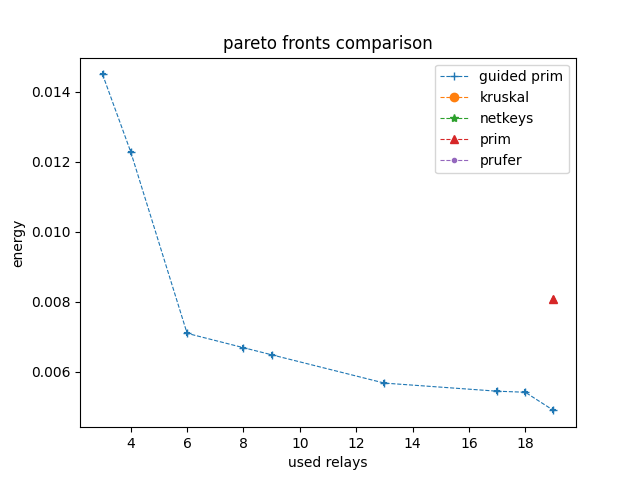 pareto fronts comparison
guided prim
kruskal
netkeys
prim
prufer
0.014
0.012
0.010
0.008
0.006
energy
4 6 8 10 12 14 16 18
used relays